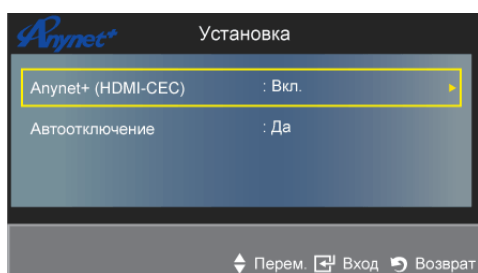 Anynet+ Установка
Anynet+ (HDMI-CEC) : Вкл.
Автоотключение : Да
Перем. Вход Возврат